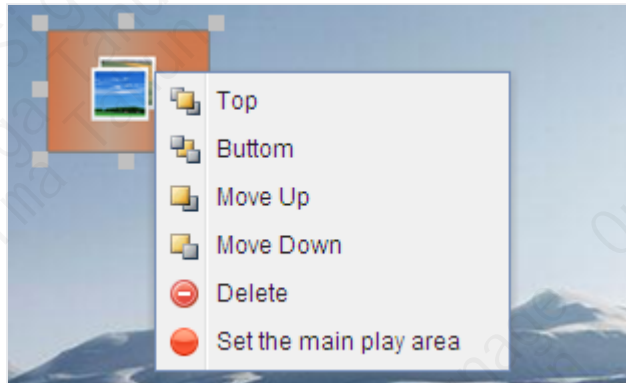 Top
Buttom
Move Up
Move Down
Delete
Set the main play area